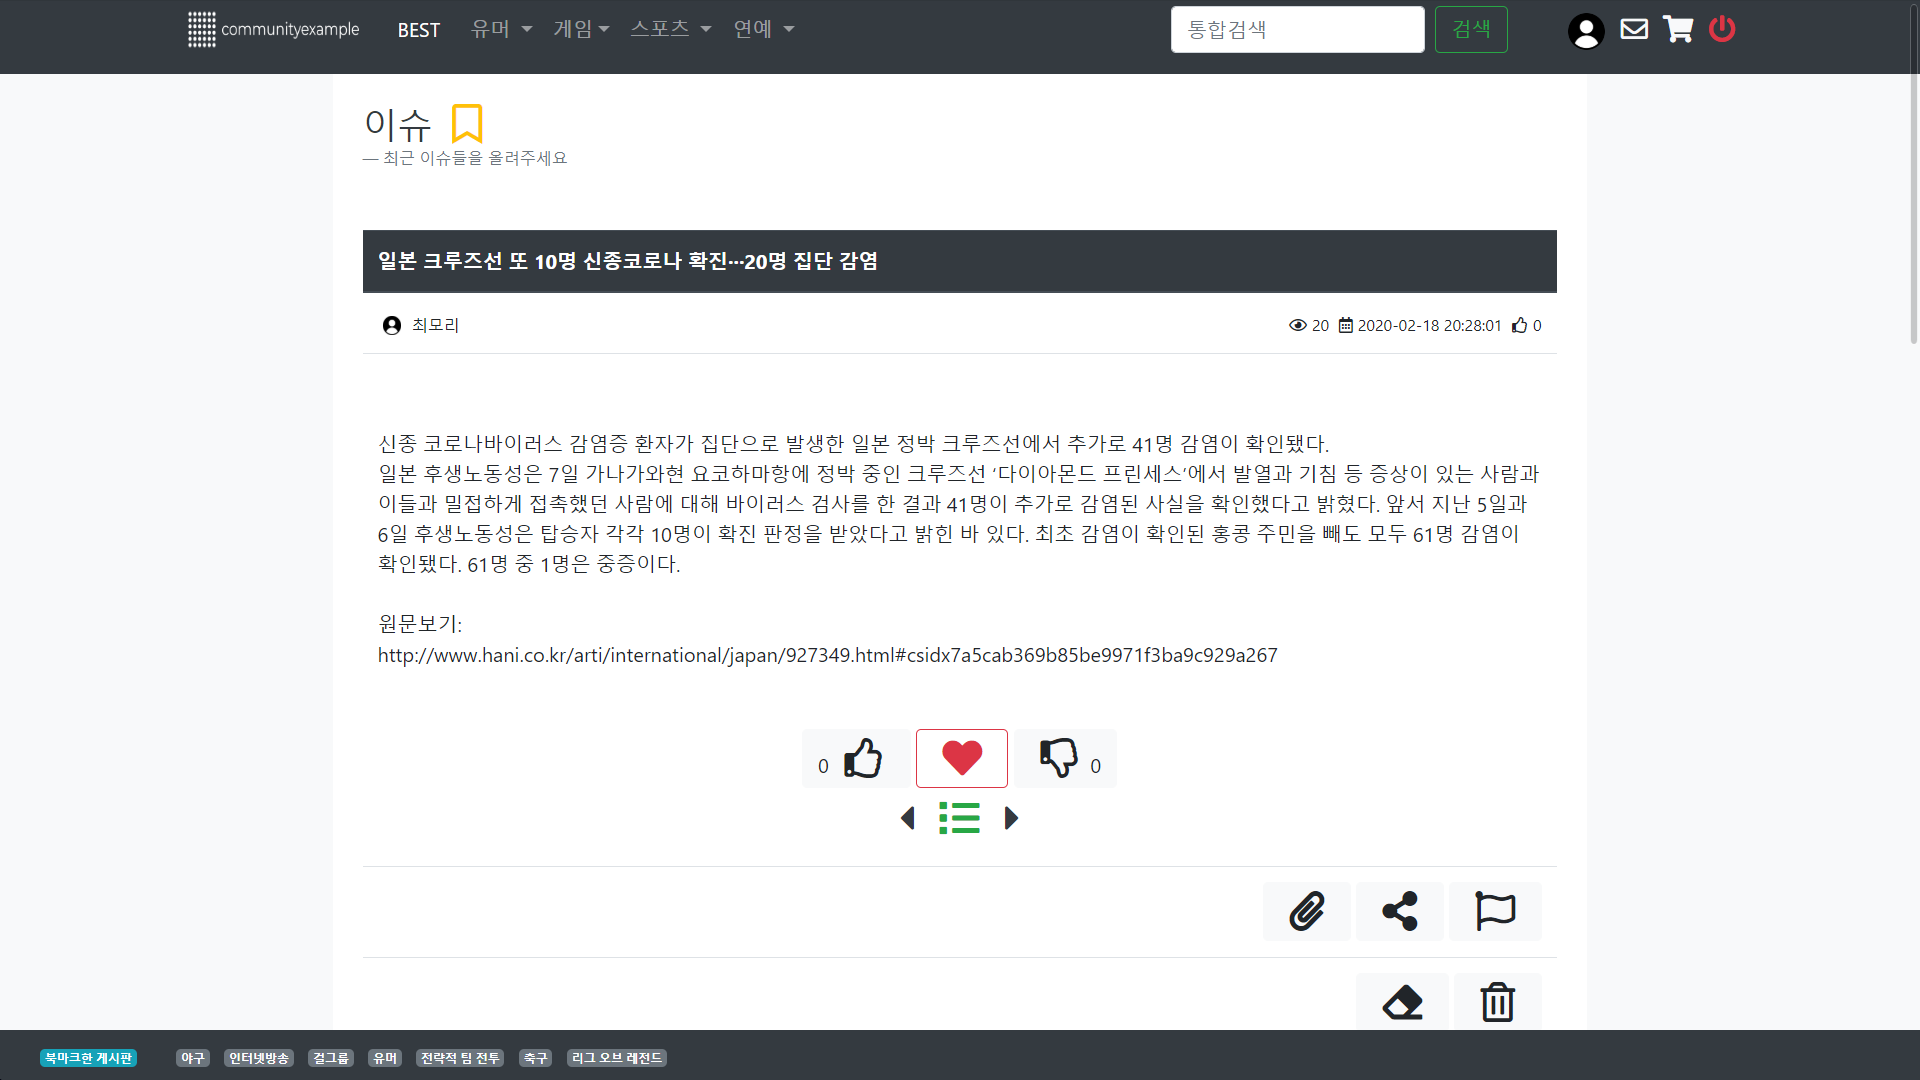 communityexample BEST 유머 게임 스포츠 연예 통합검색 검색
이슈
— 최근 이슈들을 올려주세요
일본 크루즈선 또 10명 신종코로나 확진…20명 집단 감염
최모리 20 2020-02-18 20:28:01 0
신종 코로나바이러스 감염증 환자가 집단으로 발생한 일본 정박 크루즈선에서 추가로 41명 감염이 확인됐다.
일본 후생노동성은 7일 가나가와현 요코하마항에 정박 중인 크루즈선 ‘다이아몬드 프린세스’에서 발열과 기침 등 증상이 있는 사람과
이들과 밀접하게 접촉했던 사람에 대해 바이러스 검사를 한 결과 41명이 추가로 감염된 사실을 확인했다고 밝혔다. 앞서 지난 5일과
6일 후생노동성은 탑승자 각각 10명이 확진 판정을 받았다고 밝힌 바 있다. 최초 감염이 확인된 홍콩 주민을 빼도 모두 61명 감염이
확인됐다. 61명 중 1명은 중증이다.
원문보기:
http://www.hani.co.kr/arti/international/japan/927349.html#csidx7a5cab369b85be9971f3ba9c929a267
0 0
북마크한 게시판 야구 인터넷방송 걸그룹 유머 전략적 팀 전투 축구 리그 오브 레전드